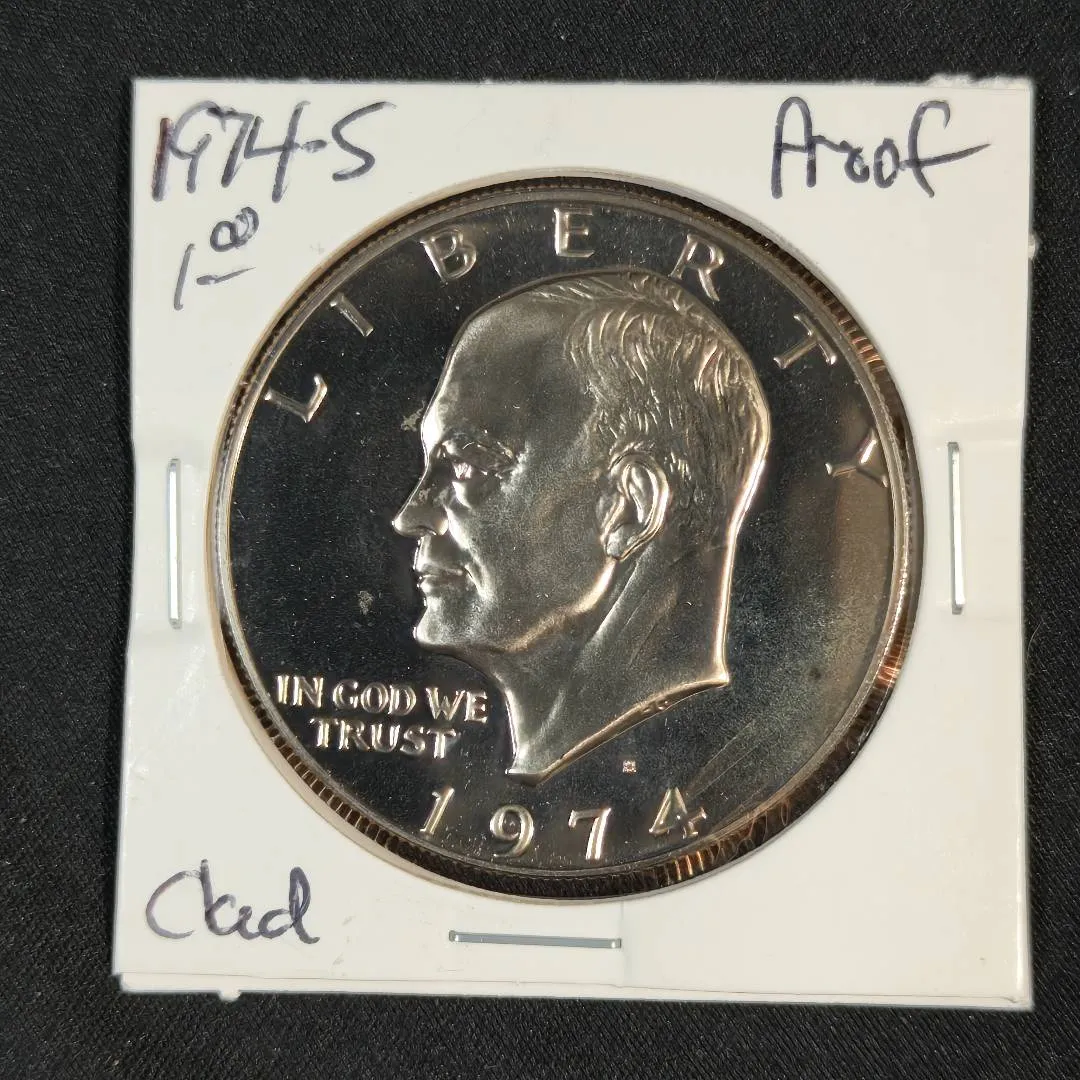 1974-S
Proof
1.00
LIBERTY
IN GOD WE
TRUST
S
1974
Clad